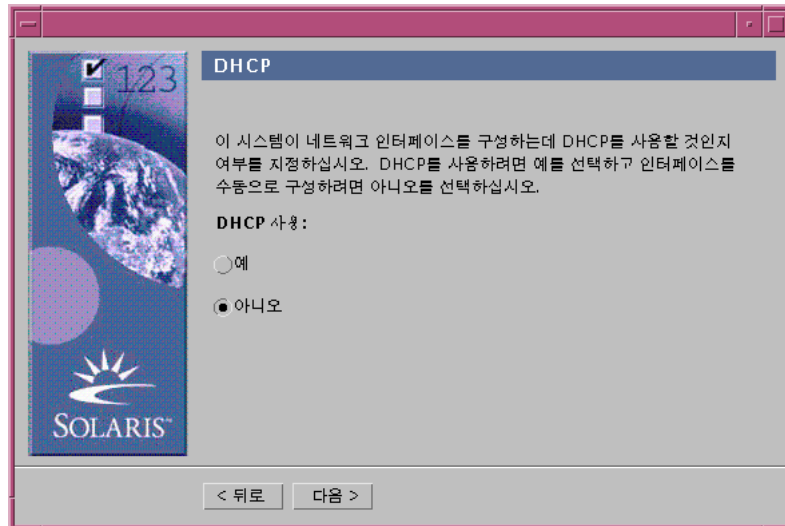 123
DHCP
이 시스템이 네트워크 인터페이스를 구성하는데 DHCP를 사용할 것인지
여부를 지정하십시오. DHCP를 사용하려면 예를 선택하고 인터페이스를
수동으로 구성하려면 아니오를 선택하십시오.
DHCP 사용:
예
아니오
SOLARIS™
< 뒤로
다음 >